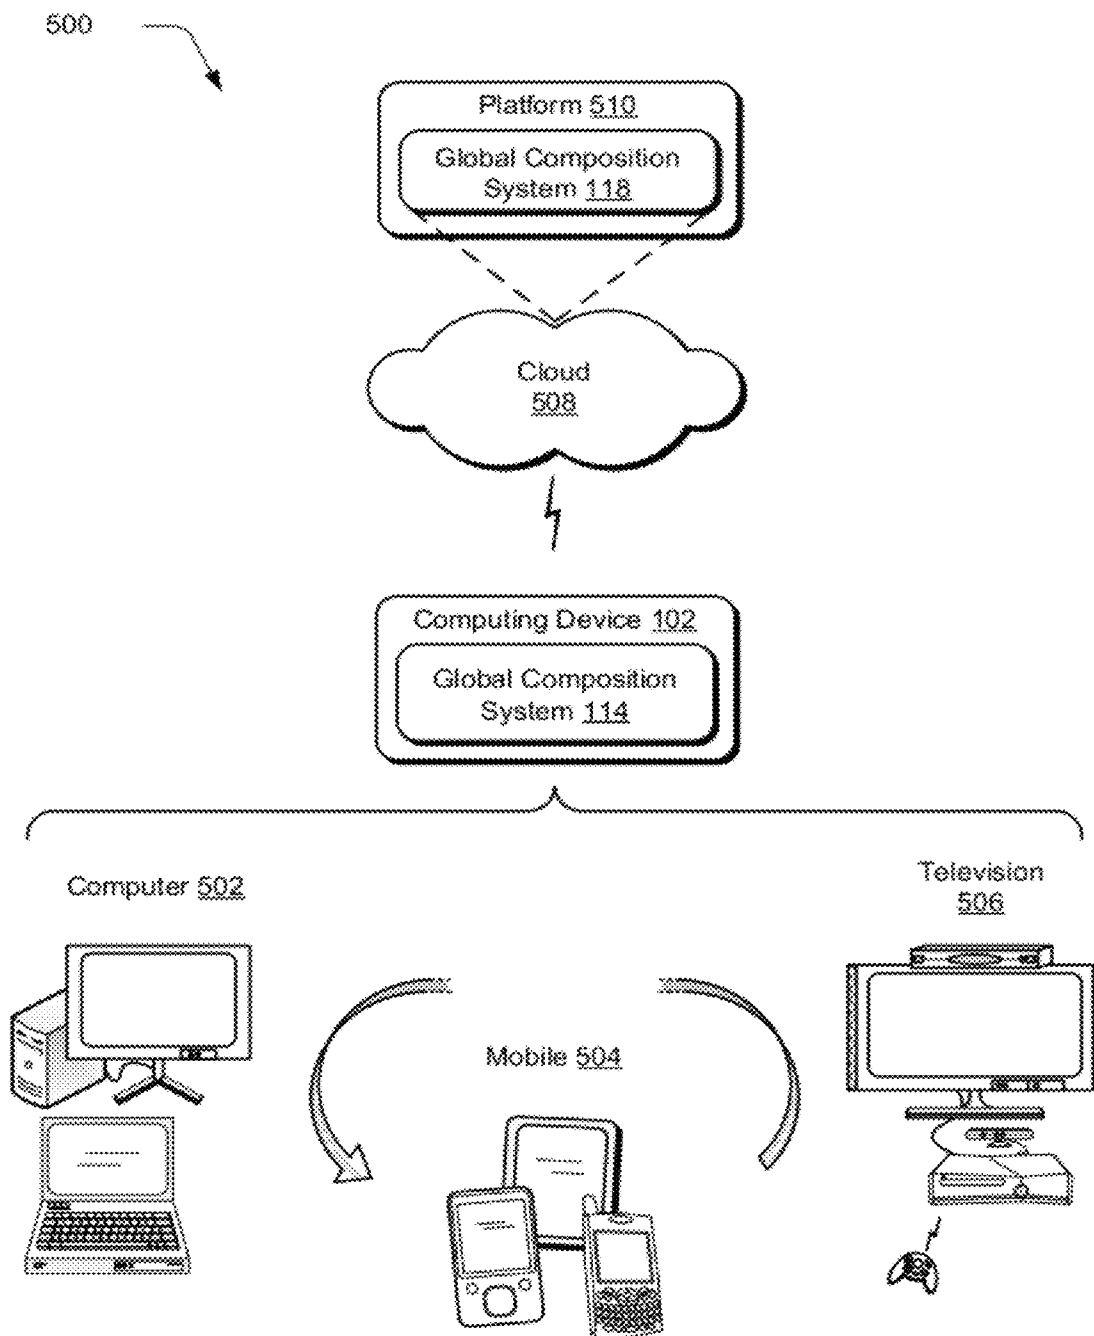 500
Platform 510
Global Composition
System 118
Cloud
508
Computing Device 102
Global Composition
System 114
Computer 502
Television
506
Mobile 504